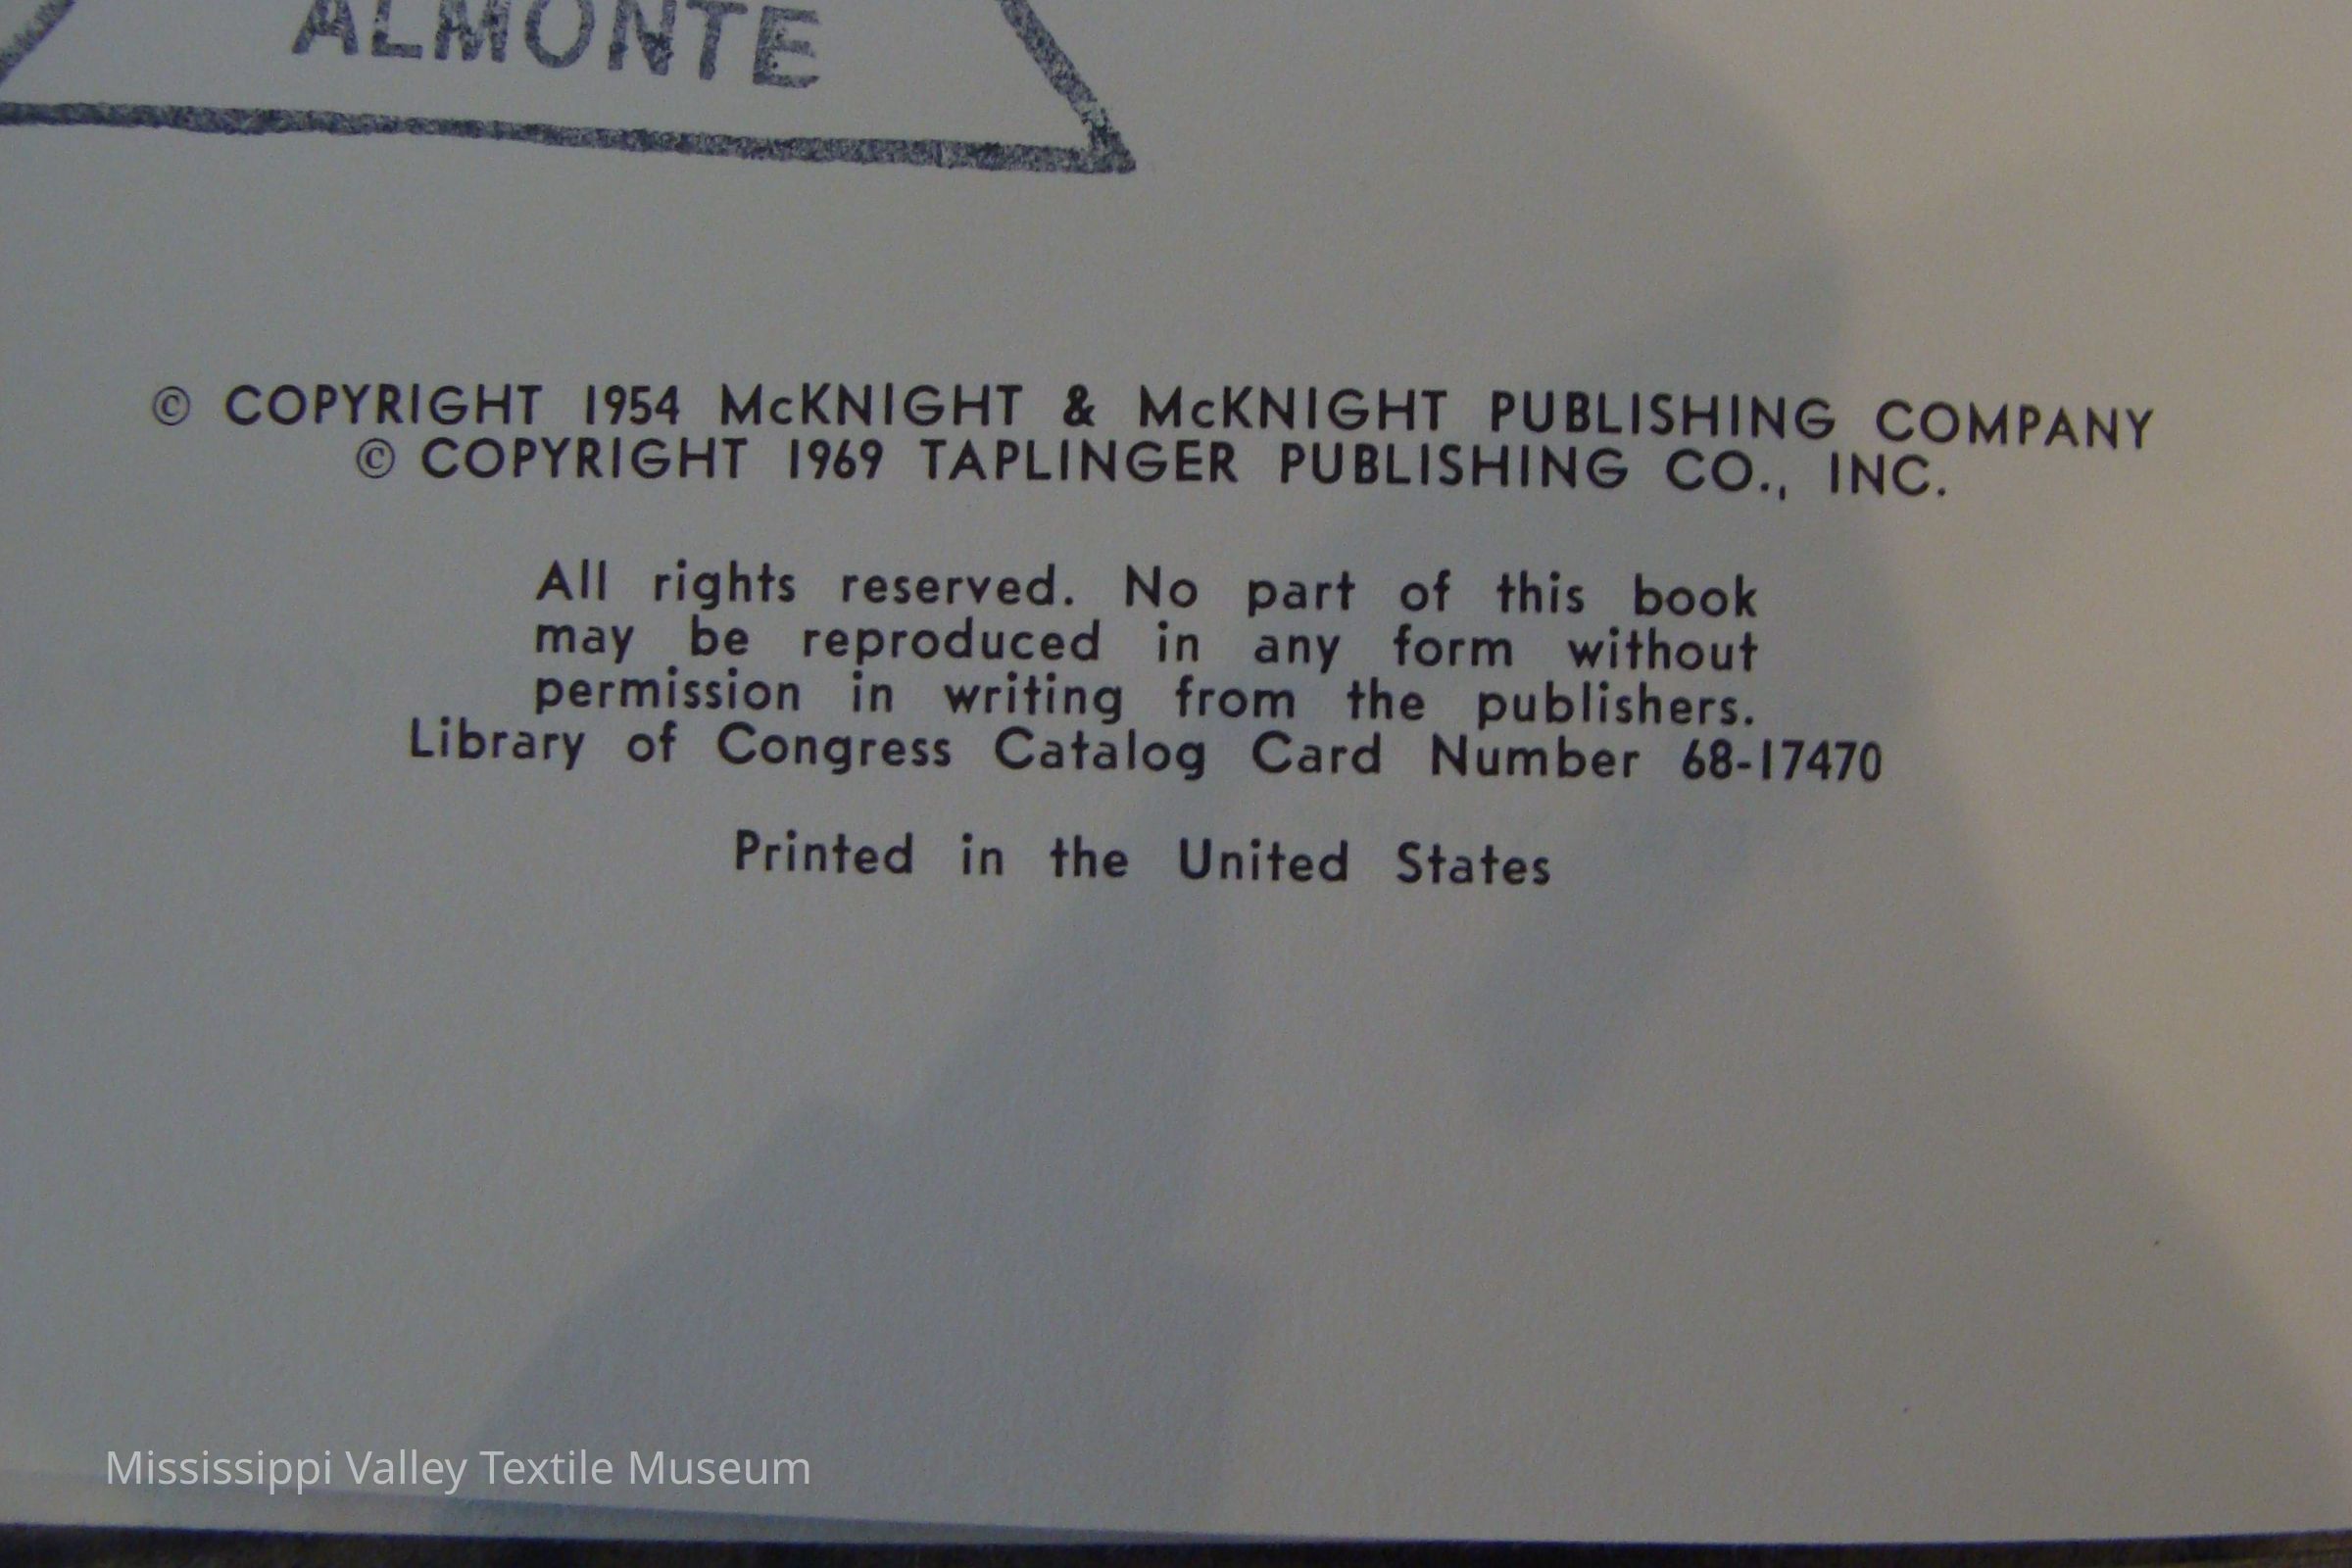 ALMONTE
© COPYRIGHT 1954 McKNIGHT & McKNIGHT PUBLISHING COMPANY
© COPYRIGHT 1969 TAPLINGER PUBLISHING CO., INC.
All rights reserved. No part of this book
may be reproduced in any form without
permission in writing from the publishers.
Library of Congress Catalog Card Number 68-17470
Printed in the United States
Mississippi Valley Textile Museum